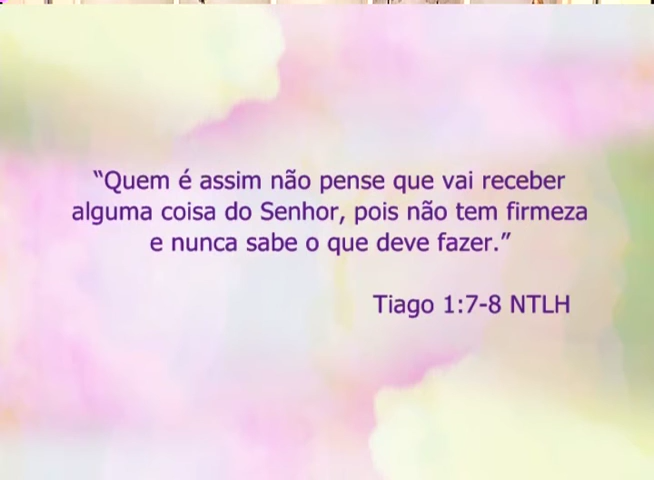 “Quem é assim não pense que vai receber
alguma coisa do Senhor, pois não tem firmeza
e nunca sabe o que deve fazer.”
Tiago 1:7-8 NTLH